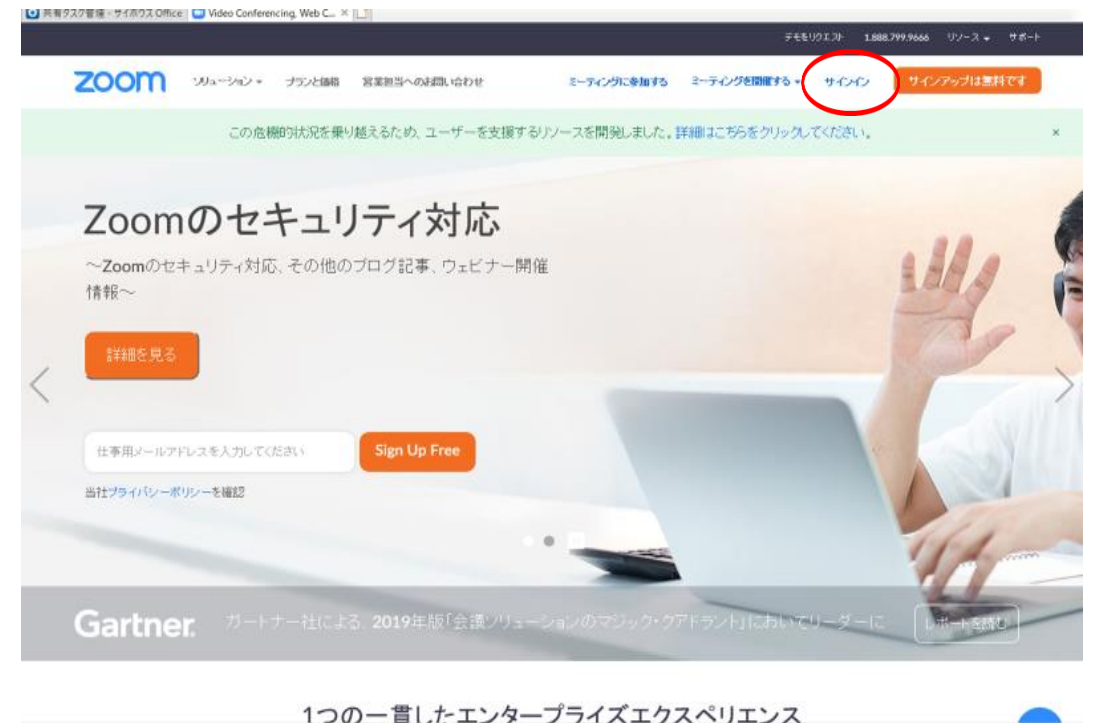 共有タスク管理 - サイボウズ Office
Video Conferencing, Web C...
デモをリクエスト 1.888.799.9666 リソース サポート
zoom ソリューション プランと価格 営業担当へのお問い合わせ ミーティングに参加する ミーティングを開催する サインイン サインアップは無料です
この危機的状況を乗り越えるため、ユーザーを支援するリソースを開発しました。詳細はこちらをクリックしてください。
Zoomのセキュリティ対応
～Zoomのセキュリティ対応、その他のブログ記事、ウェビナー開催
情報～
詳細を見る
仕事用メールアドレスを入力してください Sign Up Free
当社プライバシーポリシーを確認
Gartner. ガートナー社による、2019年版「会議ソリューションのマジック・クアドラント」においてリーダーに レポートを読む
1つの一貫したエンタープライズエクスペリエンス